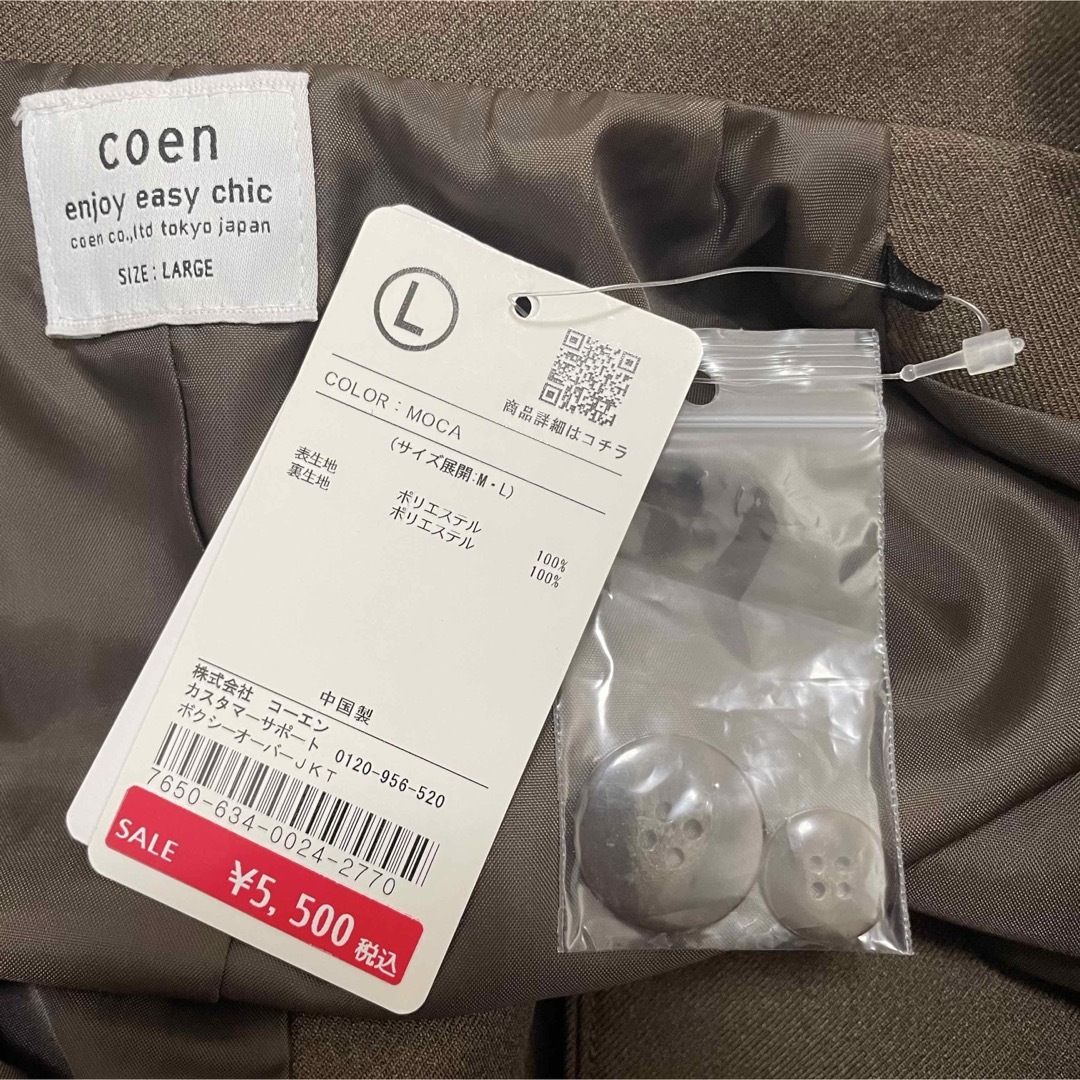 coen
enjoy easy chic
coen co.,ltd tokyo japan
SIZE : LARGE
L
商品詳細はコチラ
COLOR : MOCA
(サイズ展開:M・L)
表生地 ポリエステル 100%
裏生地 ポリエステル 100%
中国製
株式会社 コーエン
カスタマーサポート 0120-956-520
ボクシーオーバーJKT
7650-634-0024-2770
SALE ¥5,500税込